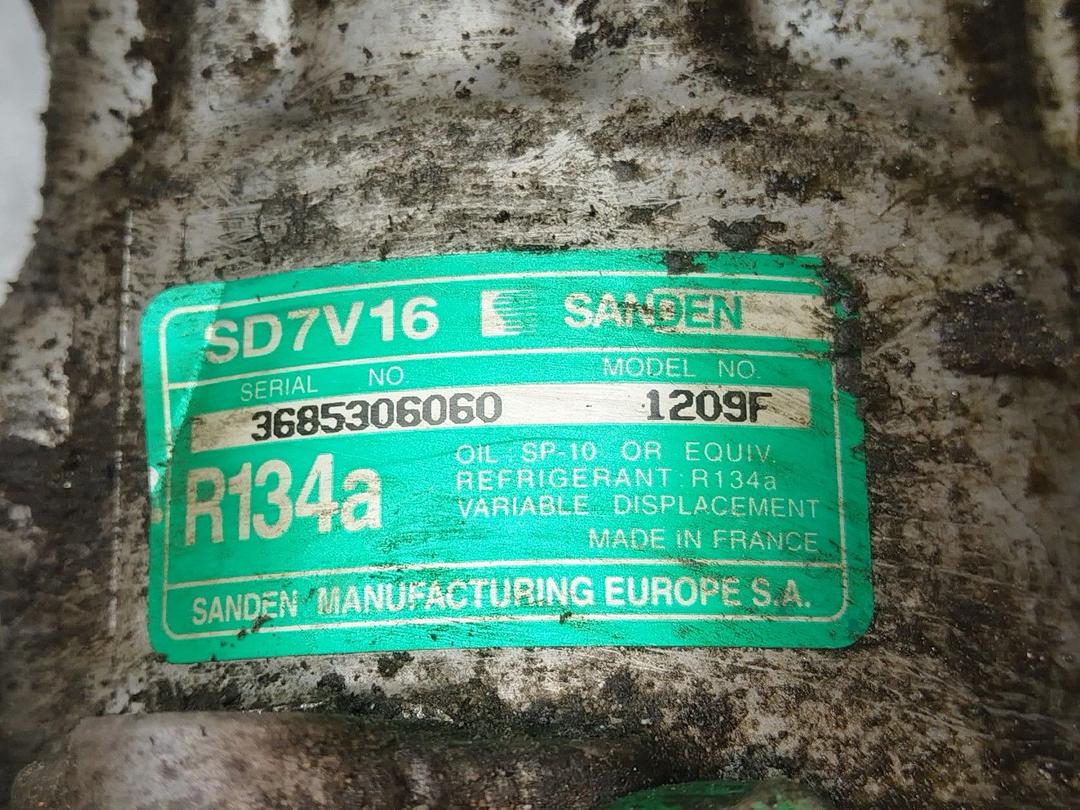 SD7V16 SANDEN
SERIAL NO. MODEL NO.
3685306060 1209F
R134a
OIL : SP-10 OR EQUIV.
REFRIGERANT : R134a
VARIABLE DISPLACEMENT
MADE IN FRANCE
SANDEN MANUFACTURING EUROPE S.A.